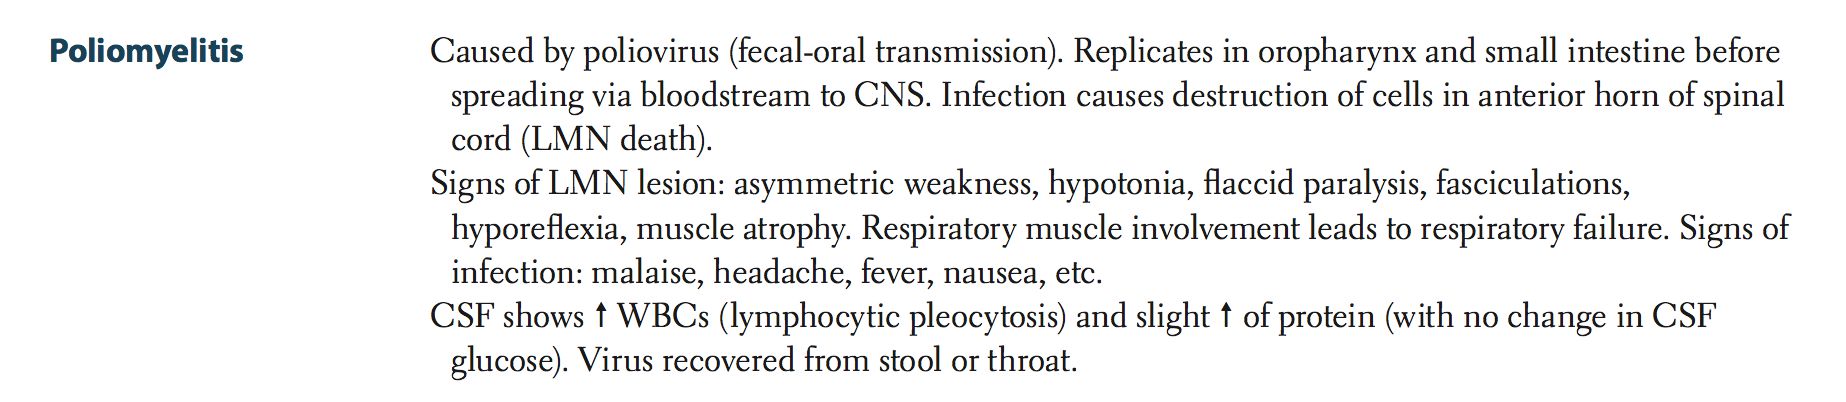 Poliomyelitis
Caused by poliovirus (fecal-oral transmission). Replicates in oropharynx and small intestine before
spreading via bloodstream to CNS. Infection causes destruction of cells in anterior horn of spinal
cord (LMN death).
Signs of LMN lesion: asymmetric weakness, hypotonia, flaccid paralysis, fasciculations,
hyporeflexia, muscle atrophy. Respiratory muscle involvement leads to respiratory failure. Signs of
infection: malaise, headache, fever, nausea, etc.
CSF shows ↑ WBCs (lymphocytic pleocytosis) and slight ↑ of protein (with no change in CSF
glucose). Virus recovered from stool or throat.